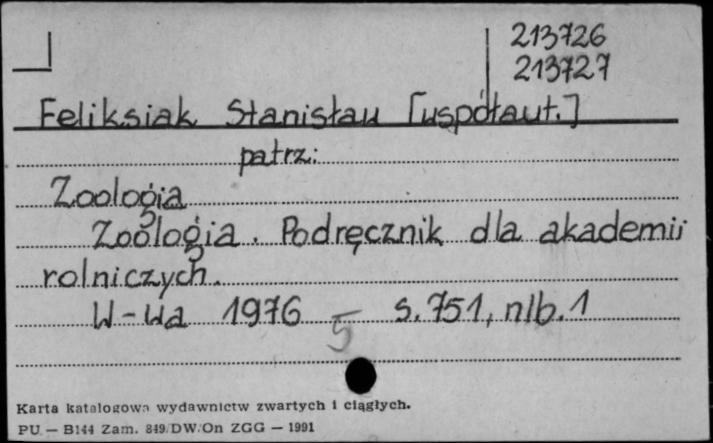 213726
213727
Feliksiak Stanisław [współaut.]
patrz:
Zoologia
Zoologia. Podręcznik dla akademii
rolniczych.
W-wa 1976 5 s. 751, nlb. 1
Karta katalogowa wydawnictw zwartych i ciągłych.
PU — B144 Zam. 849/DW/On ZGG — 1991